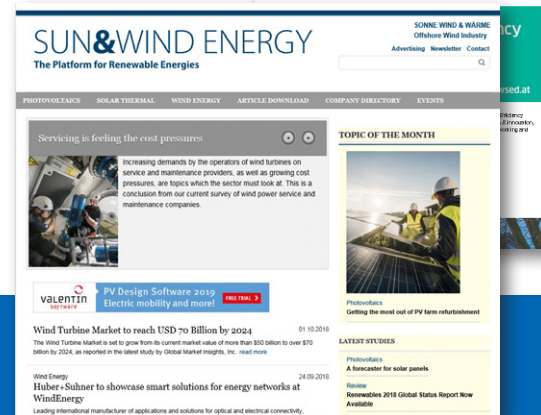 SUN&WIND ENERGY
The Platform for Renewable Energies
SONNE WIND & WÄRME
Offshore Wind Industry
Advertising Newsletter Contact
PHOTOVOLTAICS SOLAR THERMAL WIND ENERGY ARTICLE DOWNLOAD COMPANY DIRECTORY EVENTS
Servicing is feeling the cost pressures
Increasing demands by the operators of wind turbines on
service and maintenance providers, as well as growing cost
pressures, are topics which the sector must look at. This is a
conclusion from our current survey of wind power service and
maintenance companies.
VALENTIN
SOFTWARE
PV Design Software 2019
Electric mobility and more!
FREE TRIAL
Wind Turbine Market to reach USD 70 Billion by 2024
01.10.2018
The Wind Turbine Market is set to grow from its current market value of more than $50 billion to over $70
billion by 2024; as reported in the latest study by Global Market Insights, Inc. read more
Wind Energy
24.09.2018
Huber+Suhner to showcase smart solutions for energy networks at
WindEnergy
Leading international manufacturer of applications and solutions for optical and electrical connectivity,
TOPIC OF THE MONTH
Photovoltaics
Getting the most out of PV farm refurbishment
LATEST STUDIES
Photovoltaics
A forecaster for solar panels
Review
Renewables 2018 Global Status Report Now
Available
ncy
wsed.at